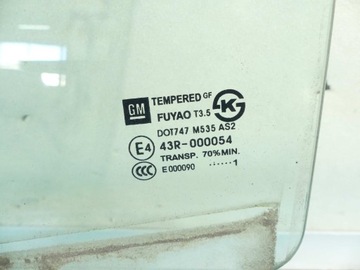 GM TEMPERED GF
FUYAO T3.5
DOT747 M535 AS2
E4 43R-000054
TRANSP. 70% MIN.
CCC E000090 ······1